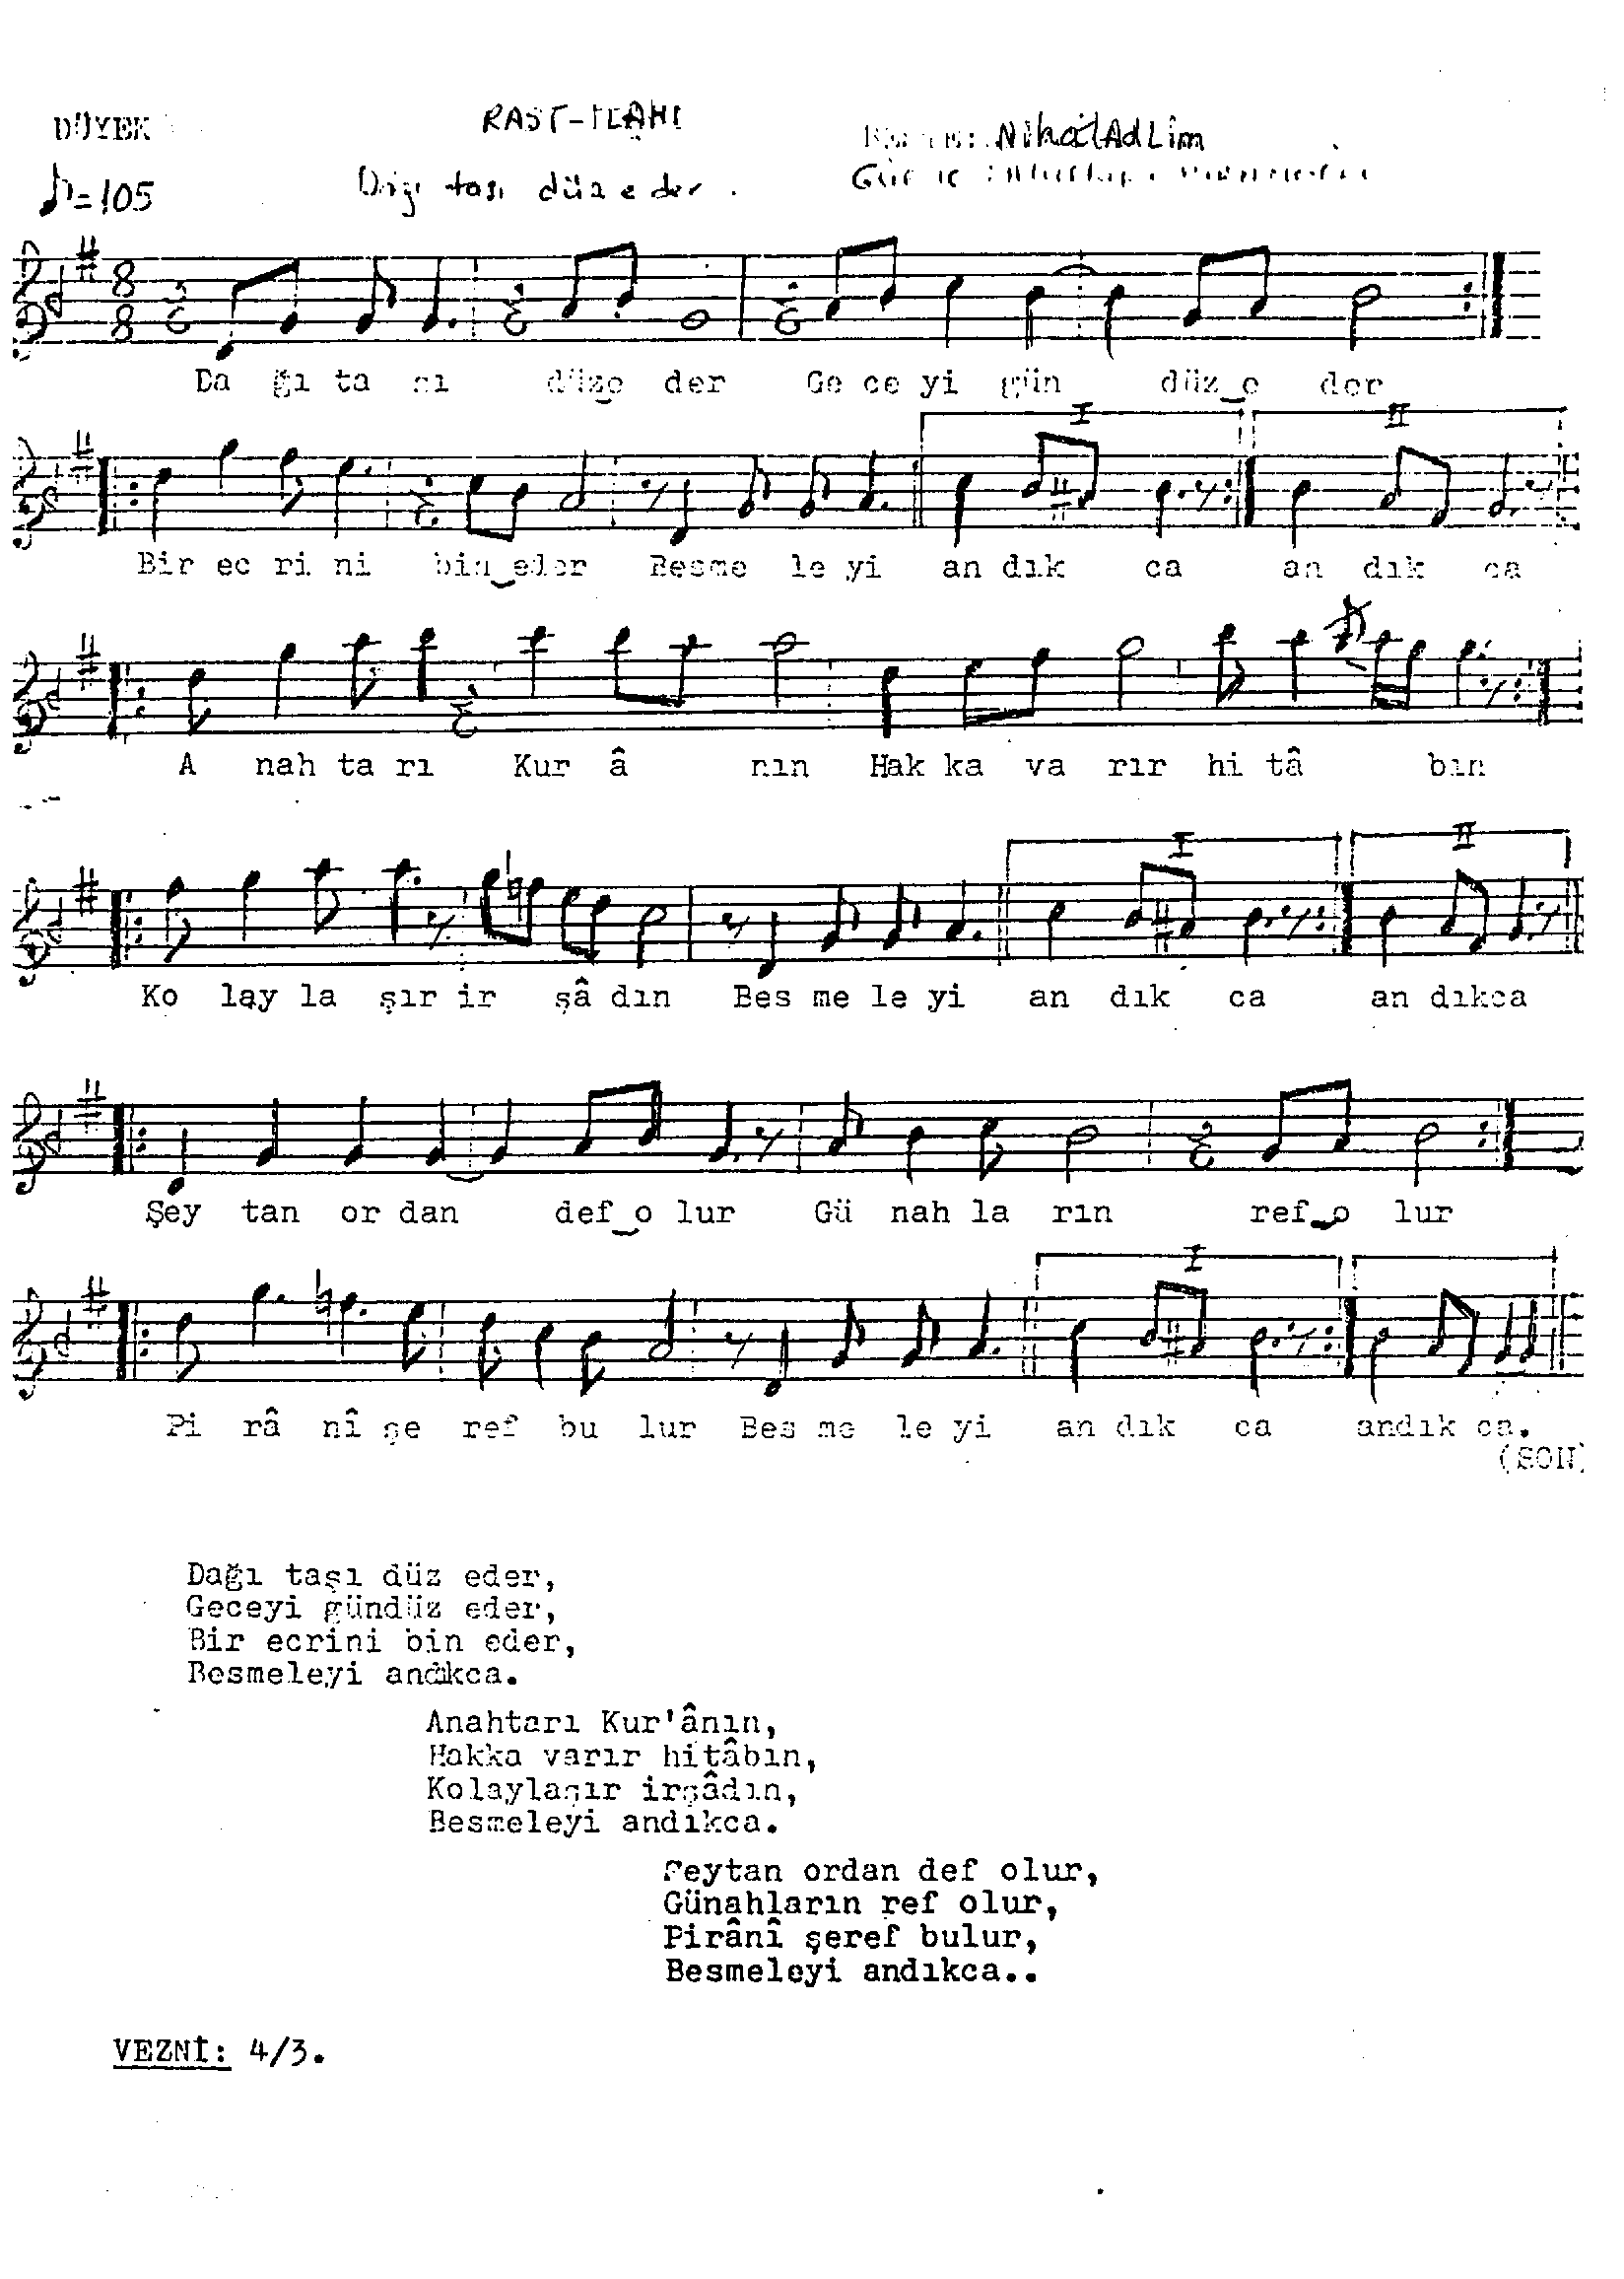 DÜYEK
RAST-İLAHİ
Beste: Nihat Adlim
♪=105
Dağı taşı düz eder.
Güfte
8
8
Da ğı ta şı düz‿e der Ge ce yi gün düz‿e der
I II
Bir ec ri ni bin‿eder Besme le yi an dık ca an dık ca
A nah ta rı Kur â nın Hak ka va rır hi tâ bın
I II
Ko lay la şır ir şâ dın Bes me le yi an dık ca an dıkca
Şey tan or dan def‿o lur Gü nah la rın ref‿o lur
I
Pi râ nî şe ref bu lur Bes me le yi an dık ca andık ca.
(SON)
Dağı taşı düz eder,
Geceyi gündüz eder,
Bir ecrini bin eder,
Besmeleyi andıkca.
Anahtarı Kur'ânın,
Hakka varır hitâbın,
Kolaylaşır irşâdın,
Besmeleyi andıkca.
Şeytan ordan def olur,
Günahların ref olur,
Pirânî şeref bulur,
Besmeleyi andıkca..
VEZNİ: 4/3.